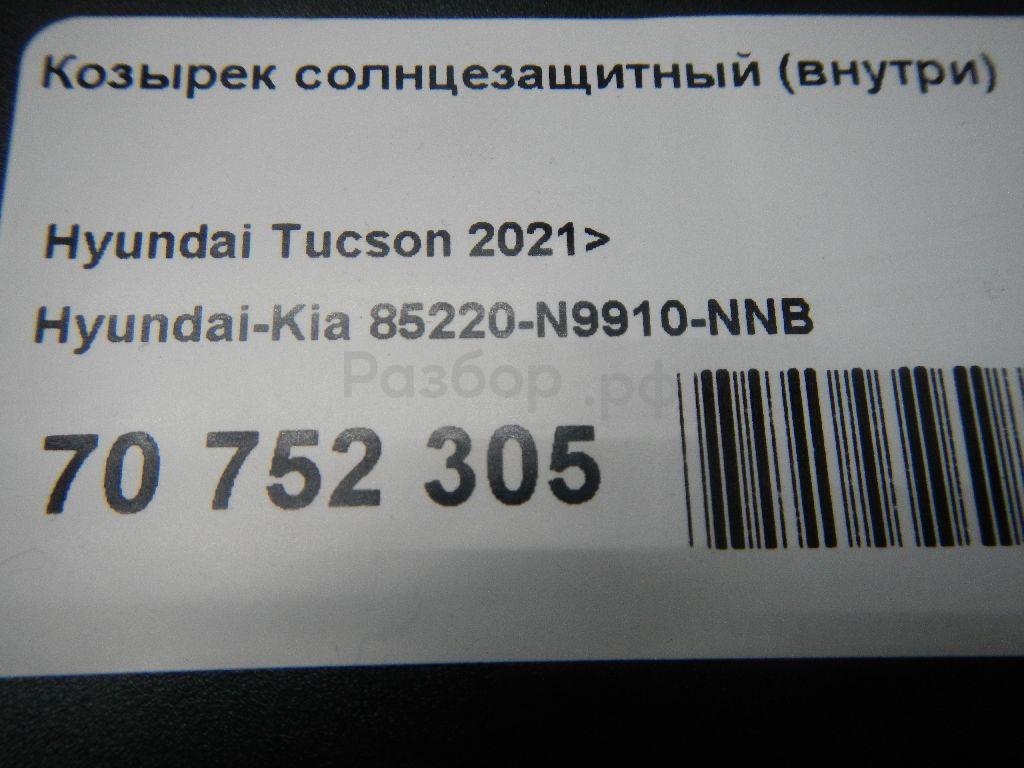 Козырек солнцезащитный (внутри)
Hyundai Tucson 2021>
Hyundai-Kia 85220-N9910-NNB
Разбор.рф
70 752 305